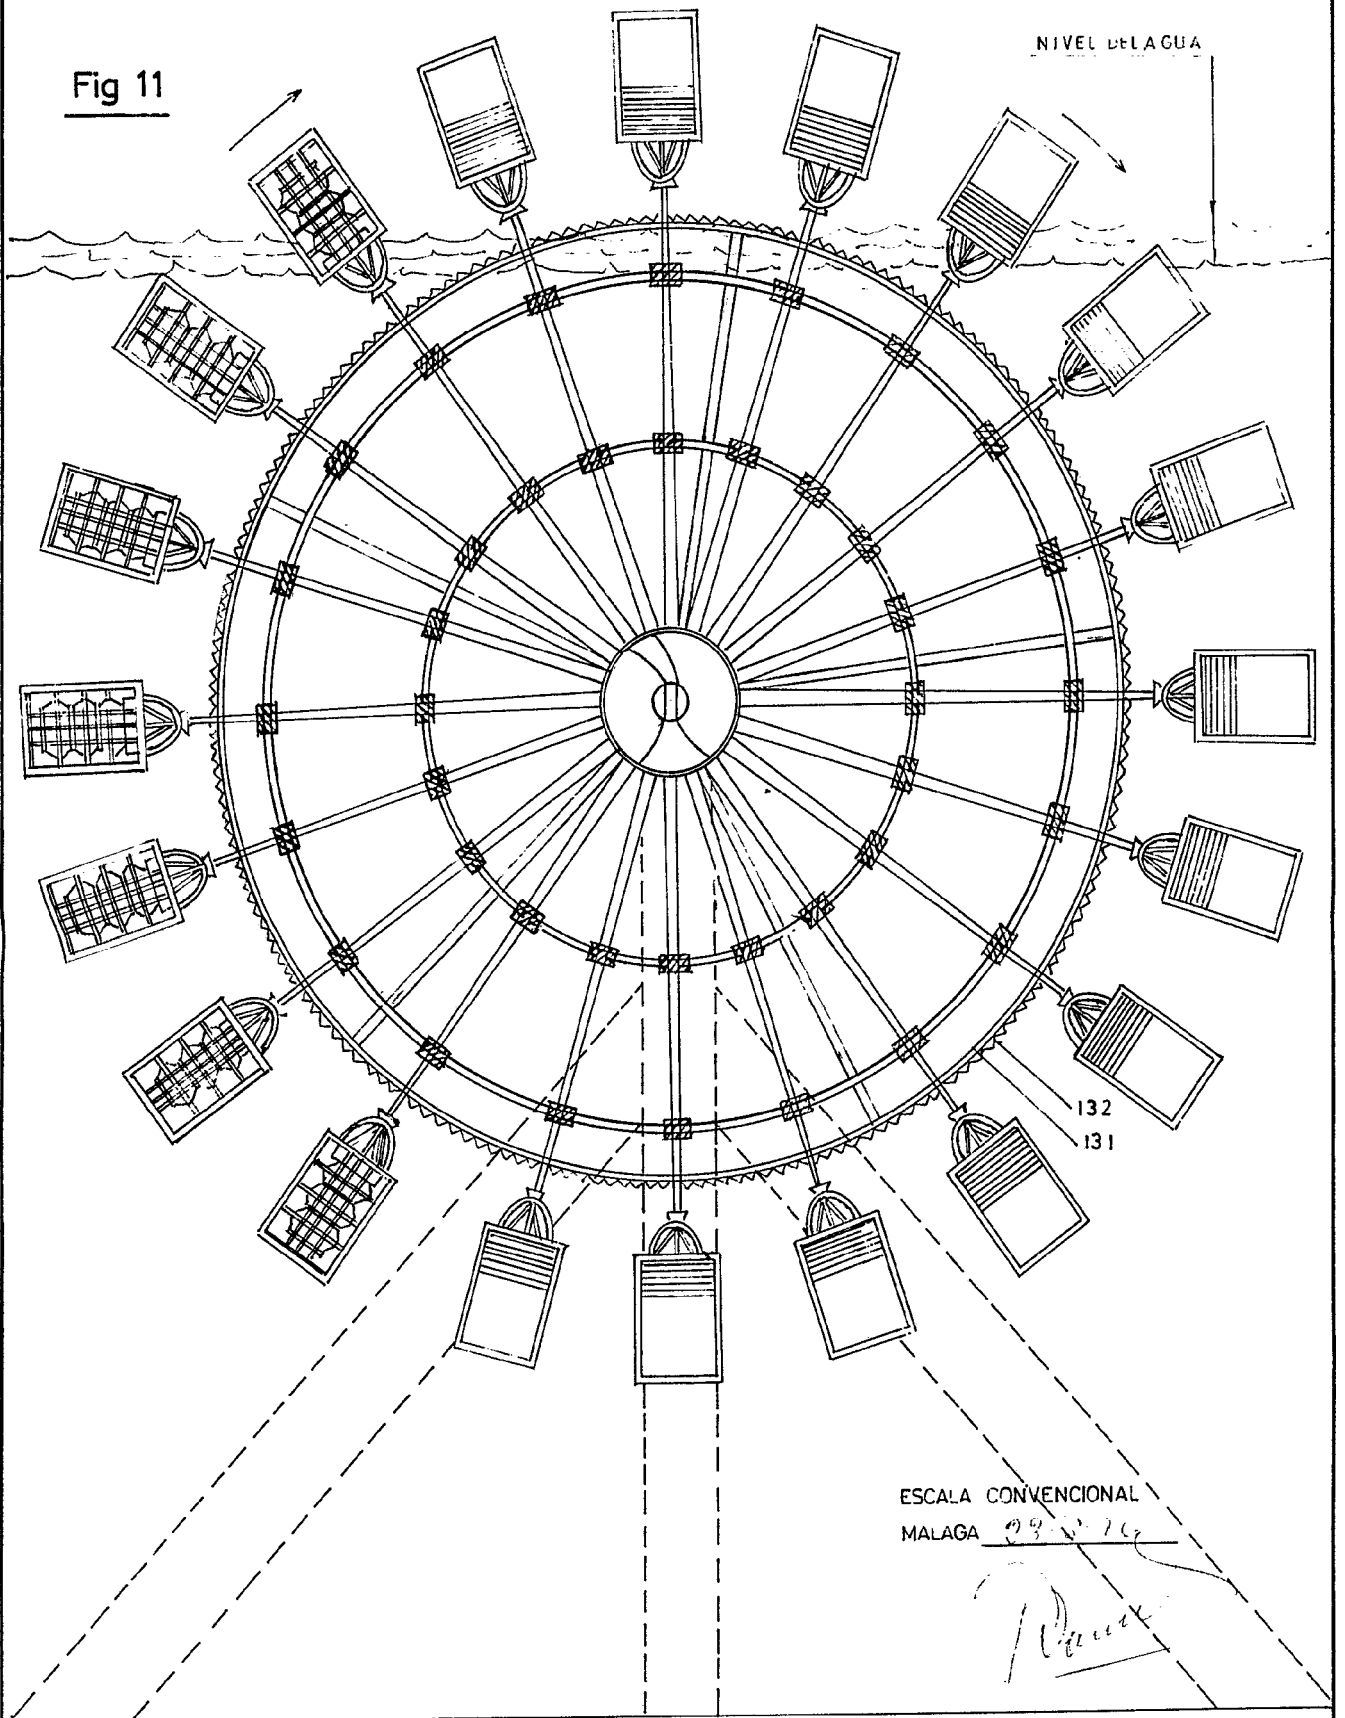 Fig 11
NIVEL DEL AGUA
132
131
ESCALA CONVENCIONAL
MALAGA